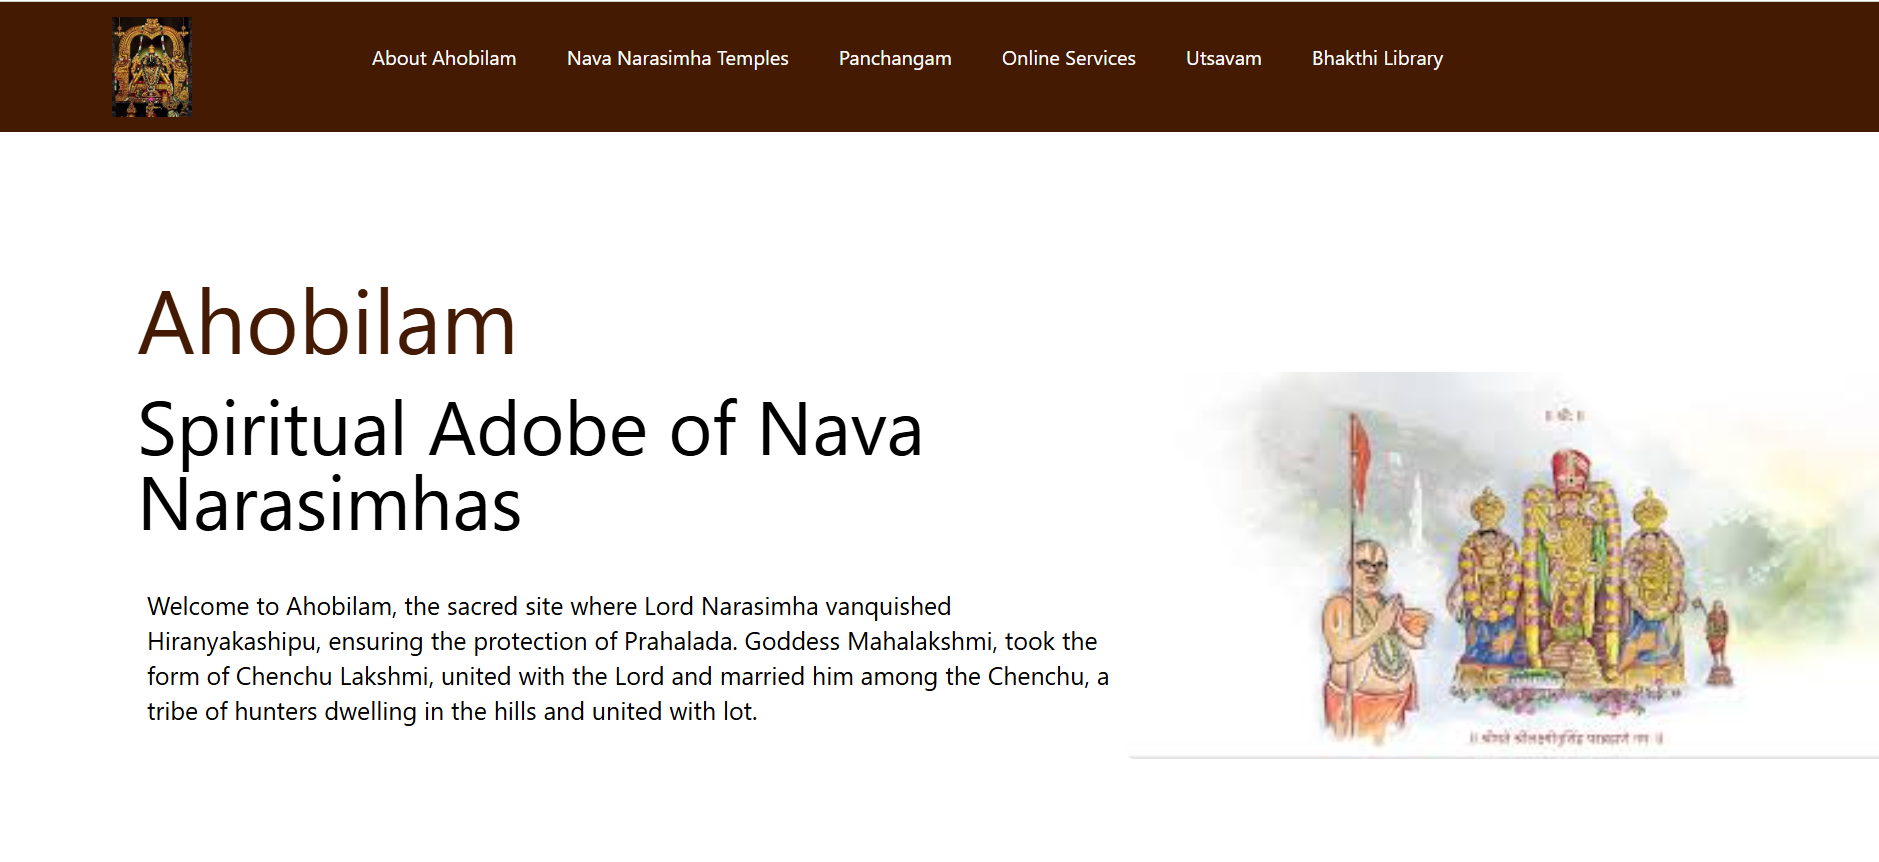 About Ahobilam Nava Narasimha Temples Panchangam Online Services Utsavam Bhakthi Library
Ahobilam
Spiritual Adobe of Nava
Narasimhas
Welcome to Ahobilam, the sacred site where Lord Narasimha vanquished
Hiranyakashipu, ensuring the protection of Prahalada. Goddess Mahalakshmi, took the
form of Chenchu Lakshmi, united with the Lord and married him among the Chenchu, a
tribe of hunters dwelling in the hills and united with lot.
॥ श्रीः ॥